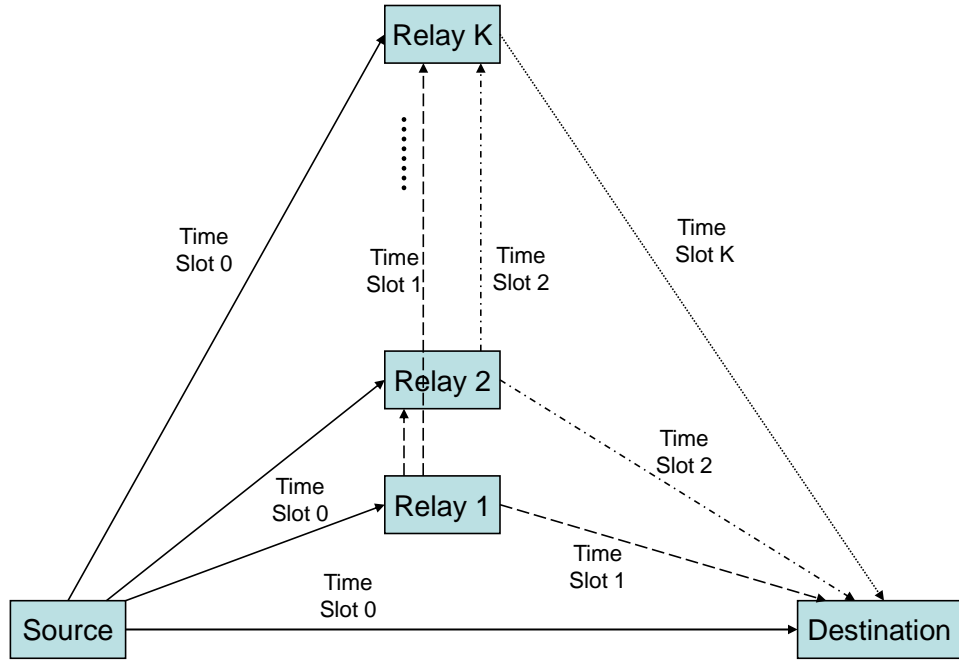 Relay K
Time
Slot 0
Time
Slot 1
Time
Slot 2
Time
Slot K
Relay 2
Time
Slot 2
Time
Slot 0
Relay 1
Time
Slot 1
Time
Slot 0
Source
Destination